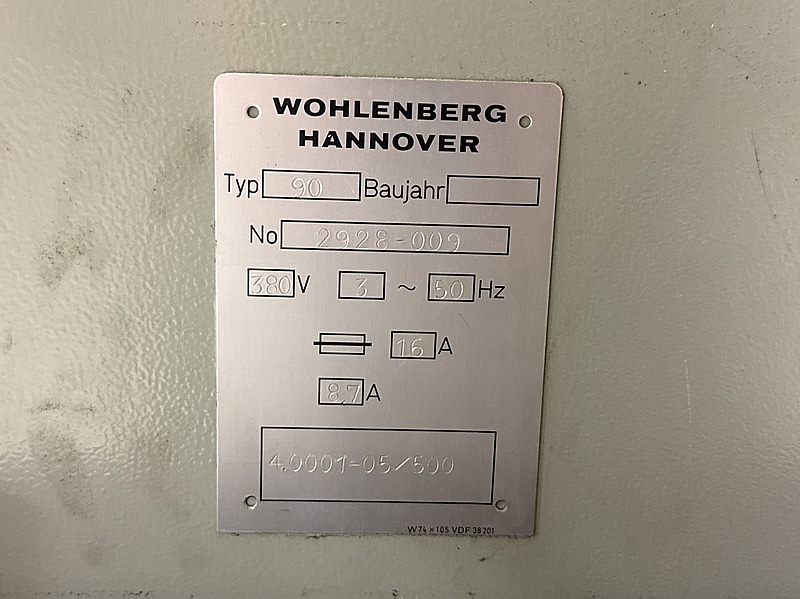 WOHLENBERG
HANNOVER
Typ 90 Baujahr
No 2928-009
380 V 3 ~ 50 Hz
16 A
8,7 A
4.0001-05/500
W74×105 VDF 38201